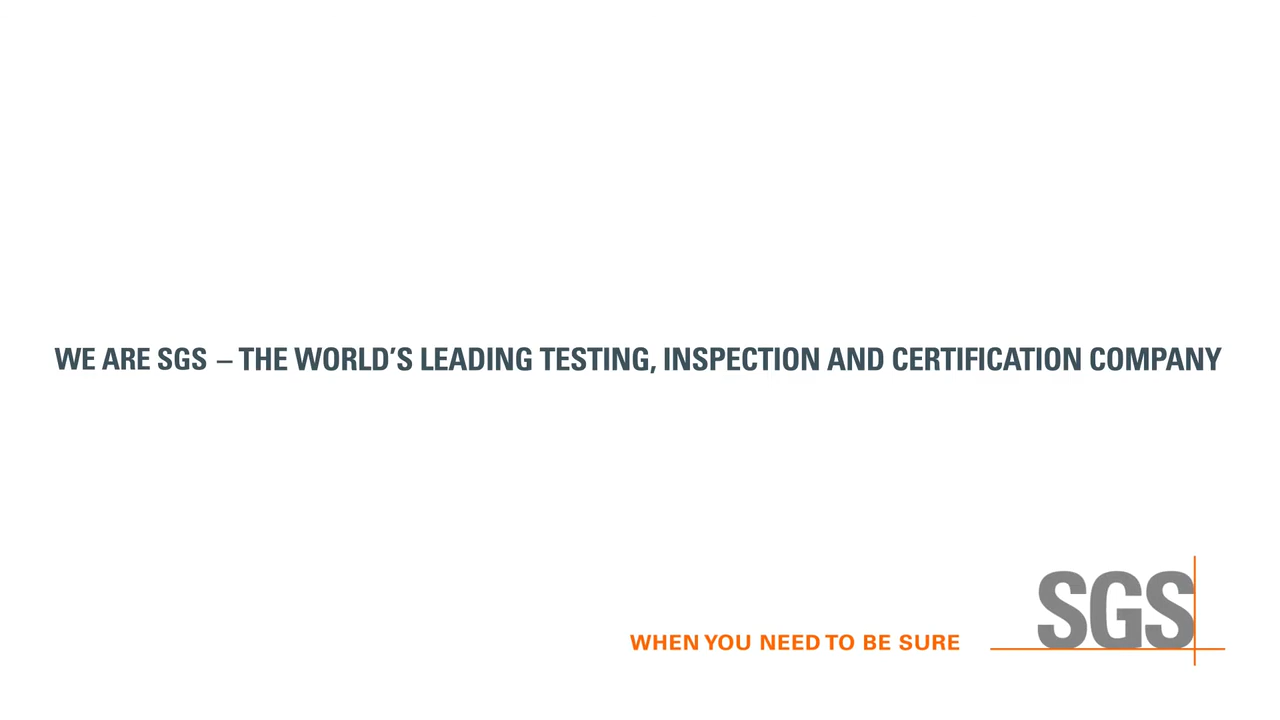 WE ARE SGS – THE WORLD’S LEADING TESTING, INSPECTION AND CERTIFICATION COMPANY
WHEN YOU NEED TO BE SURE
SGS